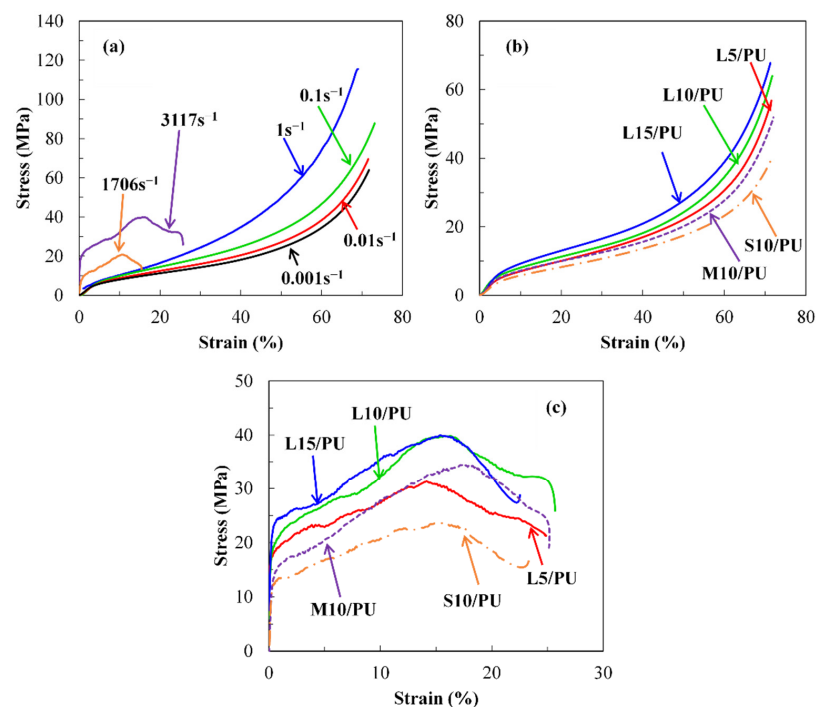 (a)
Stress (MPa)
140
120
100
80
60
40
20
0
3117s⁻¹
1706s⁻¹
1s⁻¹
0.1s⁻¹
0.01s⁻¹
0.001s⁻¹
0 20 40 60 80
Strain (%)
(b)
Stress (MPa)
80
60
40
20
0
L5/PU
L10/PU
L15/PU
S10/PU
M10/PU
0 20 40 60 80
Strain (%)
(c)
Stress (MPa)
50
40
30
20
10
0
L10/PU
L15/PU
L5/PU
S10/PU
M10/PU
0 10 20 30
Strain (%)